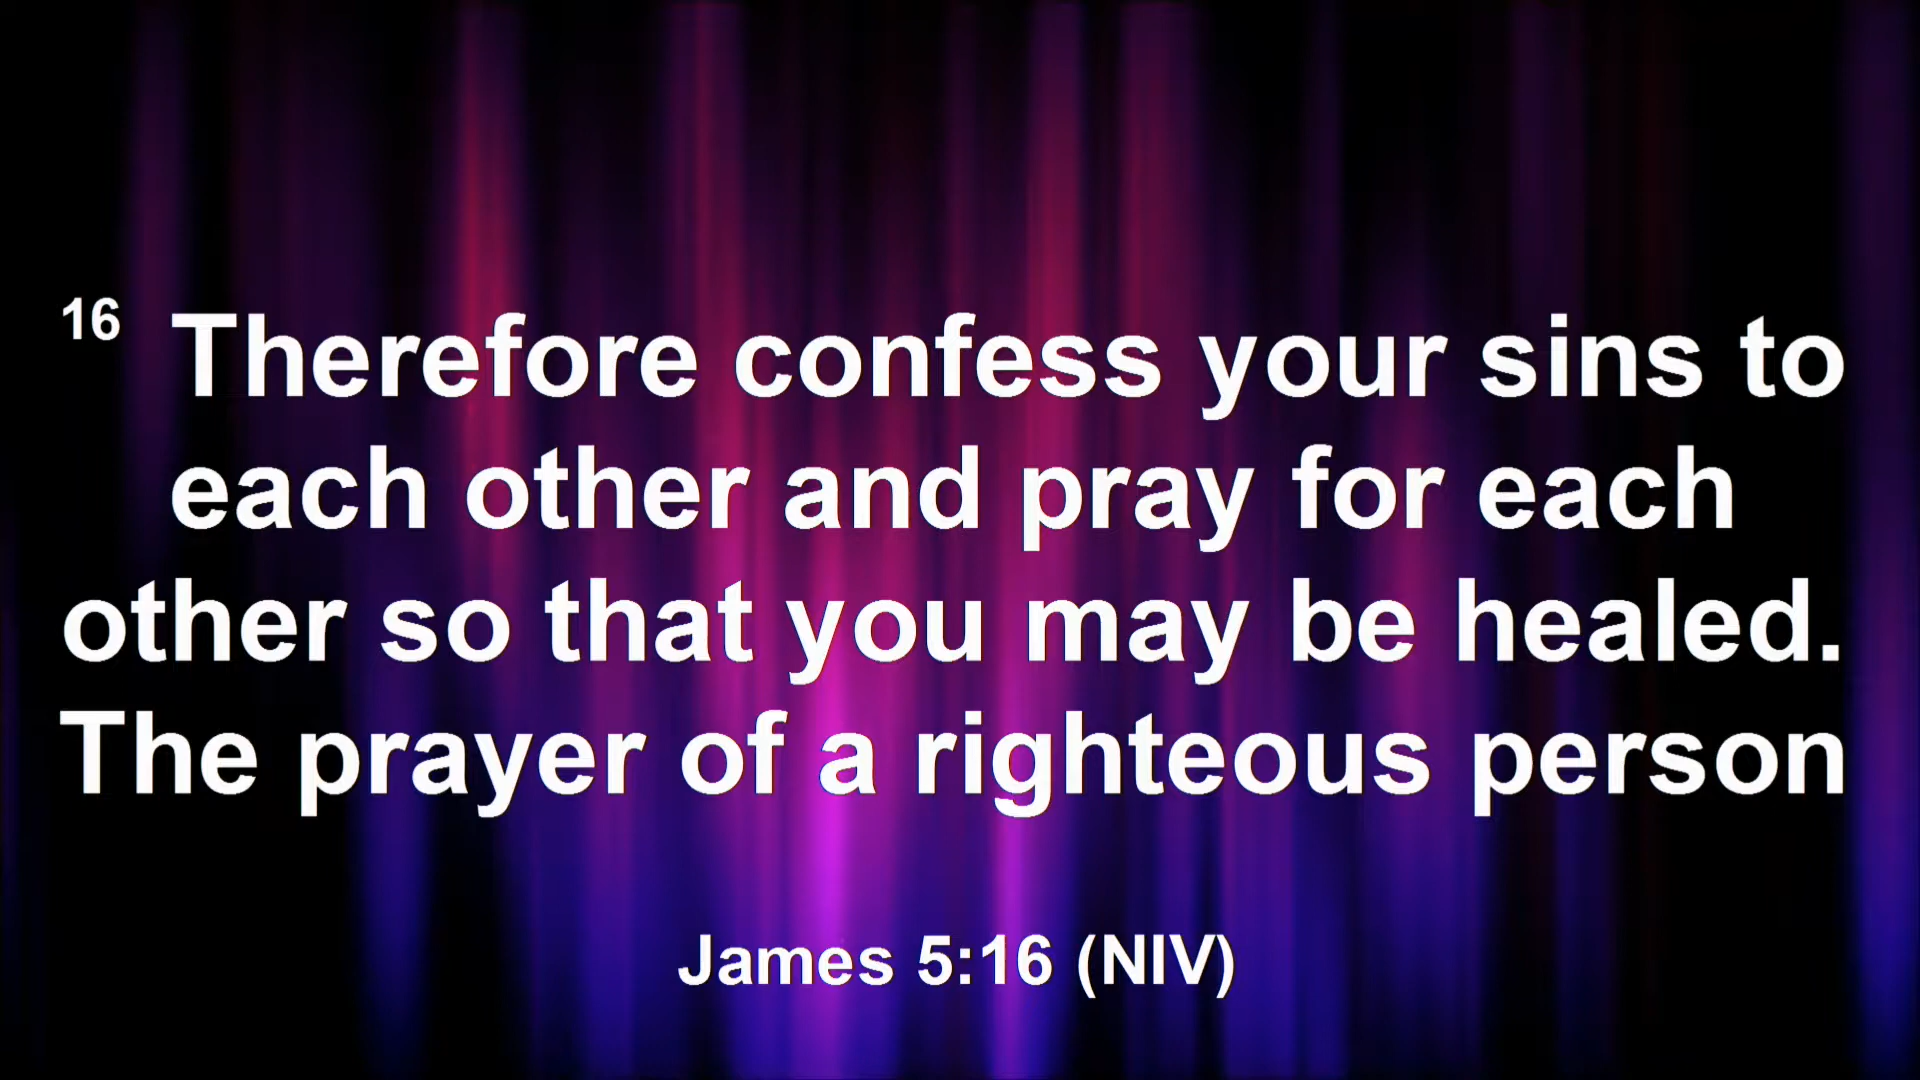 16 Therefore confess your sins to
each other and pray for each
other so that you may be healed.
The prayer of a righteous person
James 5:16 (NIV)